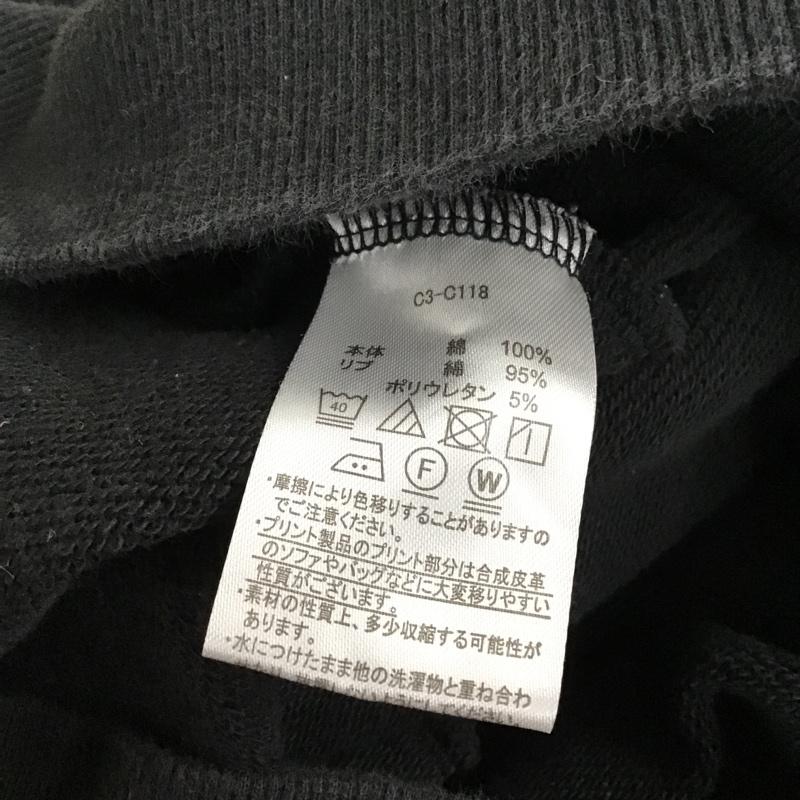 C3-C118
本体 綿 100%
リブ 綿 95%
ポリウレタン 5%
40
F W
・摩擦により色移りすることがありますの
でご注意ください。
・プリント製品のプリント部分は合成皮革
のソファやバッグなどに大変移りやすい
性質がございます。
・素材の性質上、多少収縮する可能性が
あります。
・水につけたまま他の洗濯物と重ね合わ